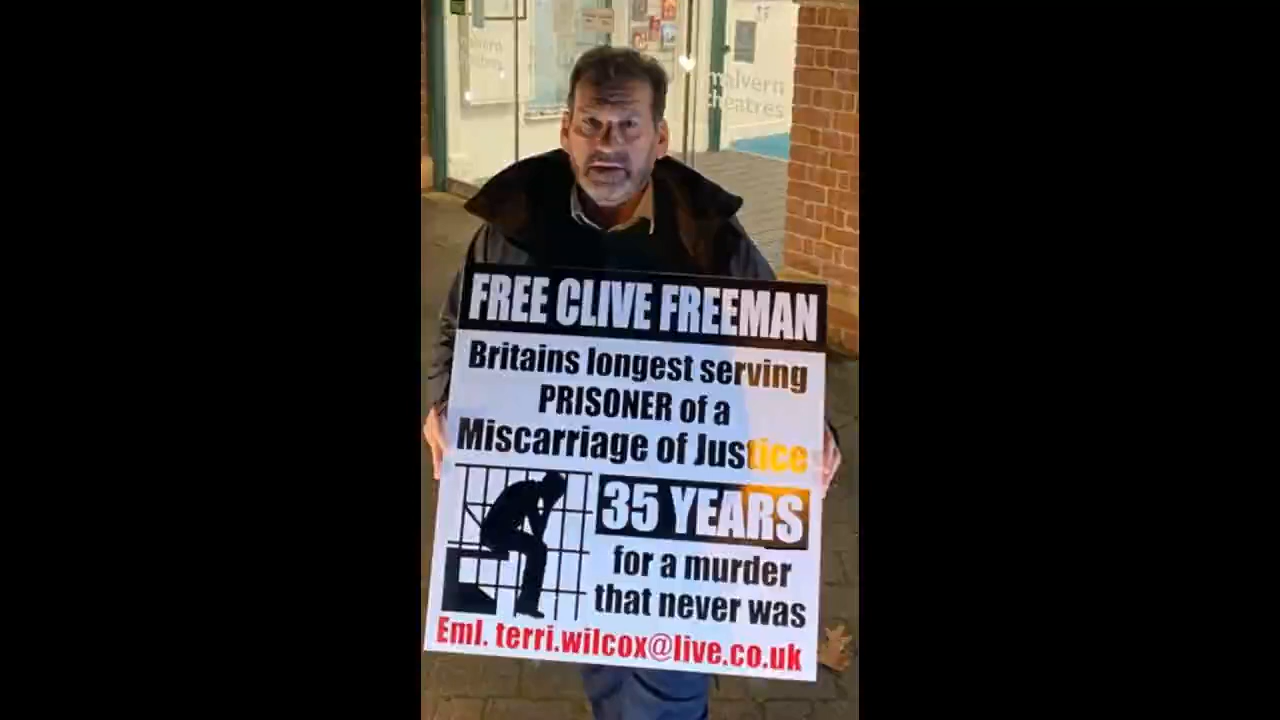 malvern
theatres
FREE CLIVE FREEMAN
Britains longest serving
PRISONER of a
Miscarriage of Justice
35 YEARS
for a murder
that never was
Eml. terri.wilcox@live.co.uk